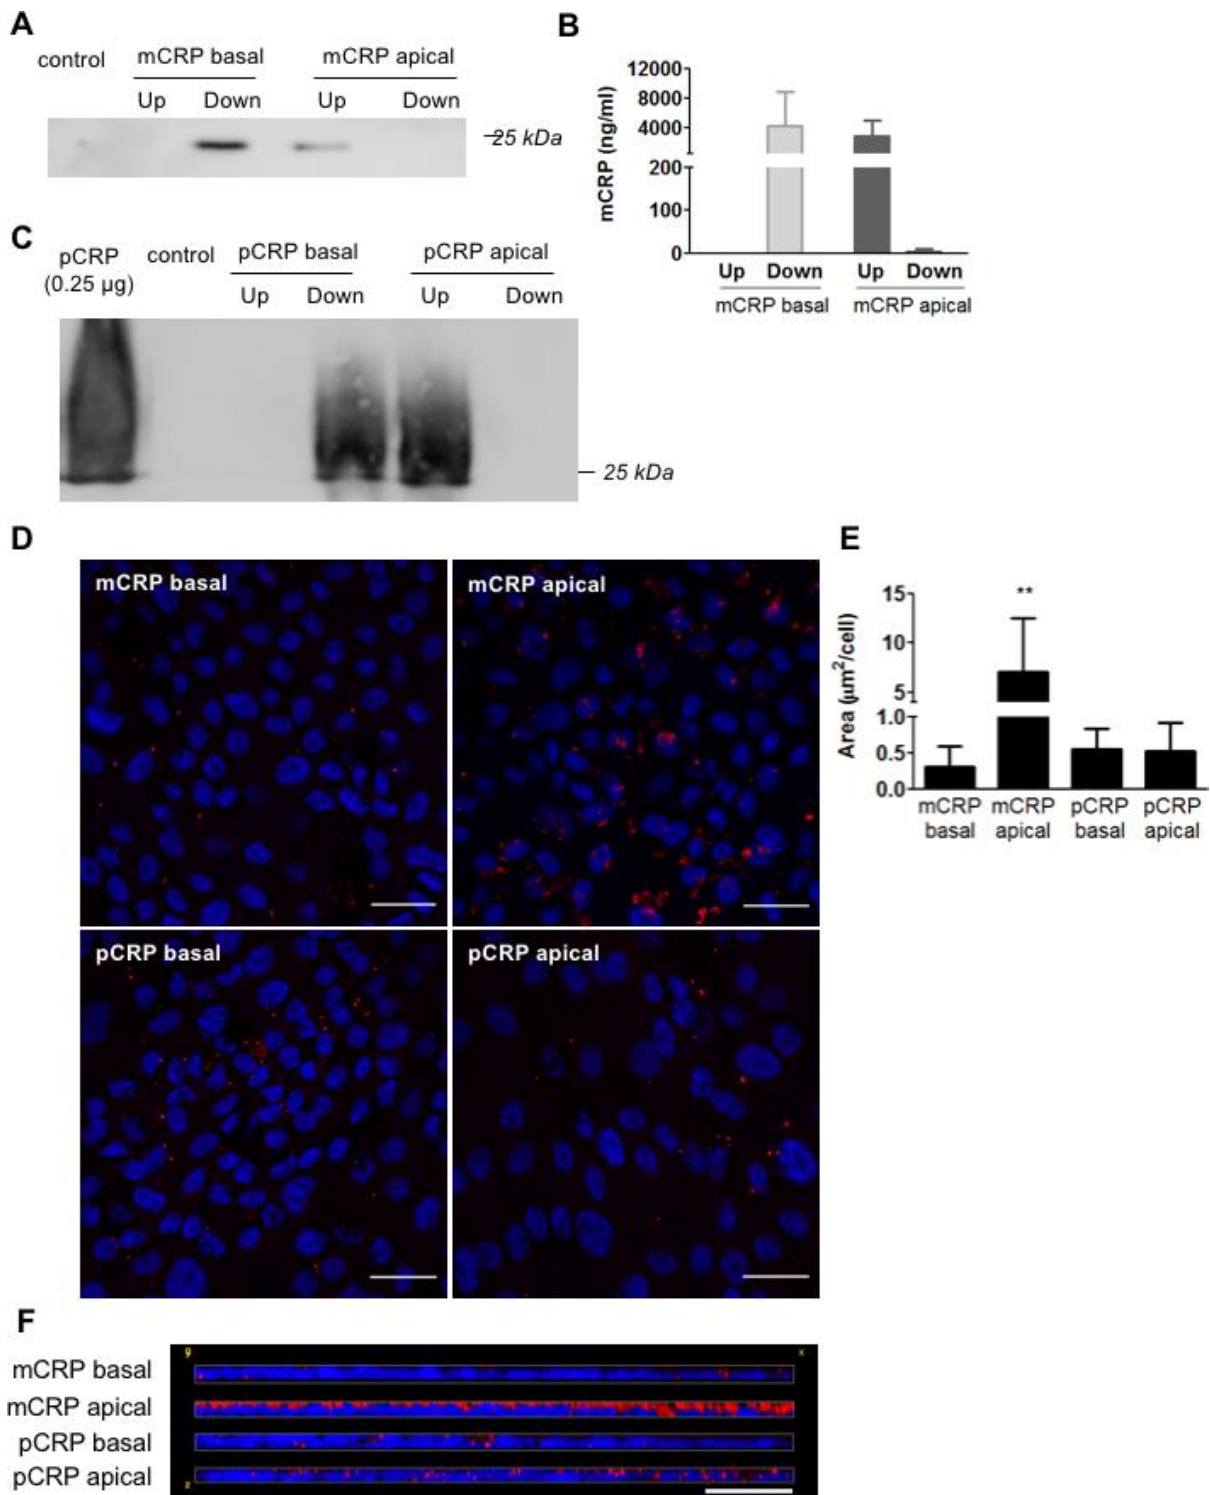 A
control
mCRP basal
mCRP apical
Up
Down
Up
Down
25 kDa
B
mCRP (ng/ml)
12000
8000
4000
200
100
0
Up
Down
Up
Down
mCRP basal
mCRP apical
C
pCRP
(0.25 µg)
control
pCRP basal
pCRP apical
Up
Down
Up
Down
25 kDa
D
mCRP basal
mCRP apical
pCRP basal
pCRP apical
E
Area (µm²/cell)
15
10
5
1.0
0.5
0.0
**
mCRP
basal
mCRP
apical
pCRP
basal
pCRP
apical
F
mCRP basal
mCRP apical
pCRP basal
pCRP apical
x
z